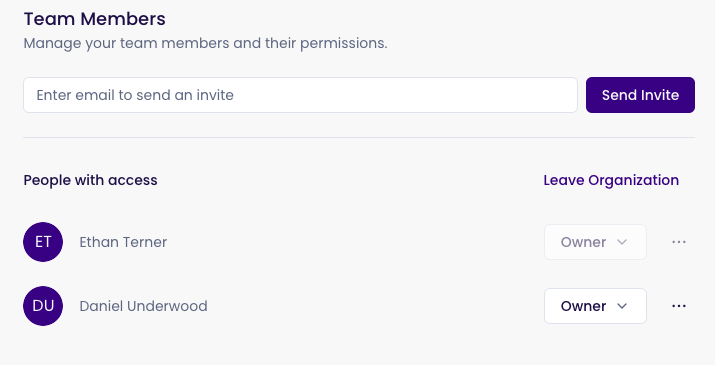 Team Members
Manage your team members and their permissions.
Enter email to send an invite
Send Invite
People with access
Leave Organization
ET
Ethan Terner
Owner
DU
Daniel Underwood
Owner